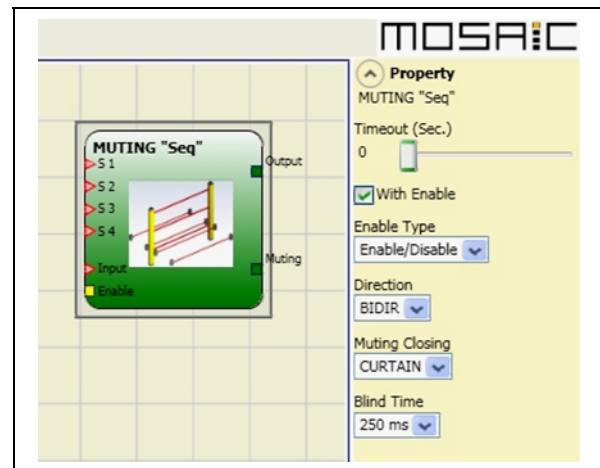 MOSAIC
MUTING "Seq"
S 1
S 2
S 3
S 4
Input
Enable
Output
Muting
Property
MUTING "Seq"
Timeout (Sec.)
0
With Enable
Enable Type
Enable/Disable
Direction
BIDIR
Muting Closing
CURTAIN
Blind Time
250 ms